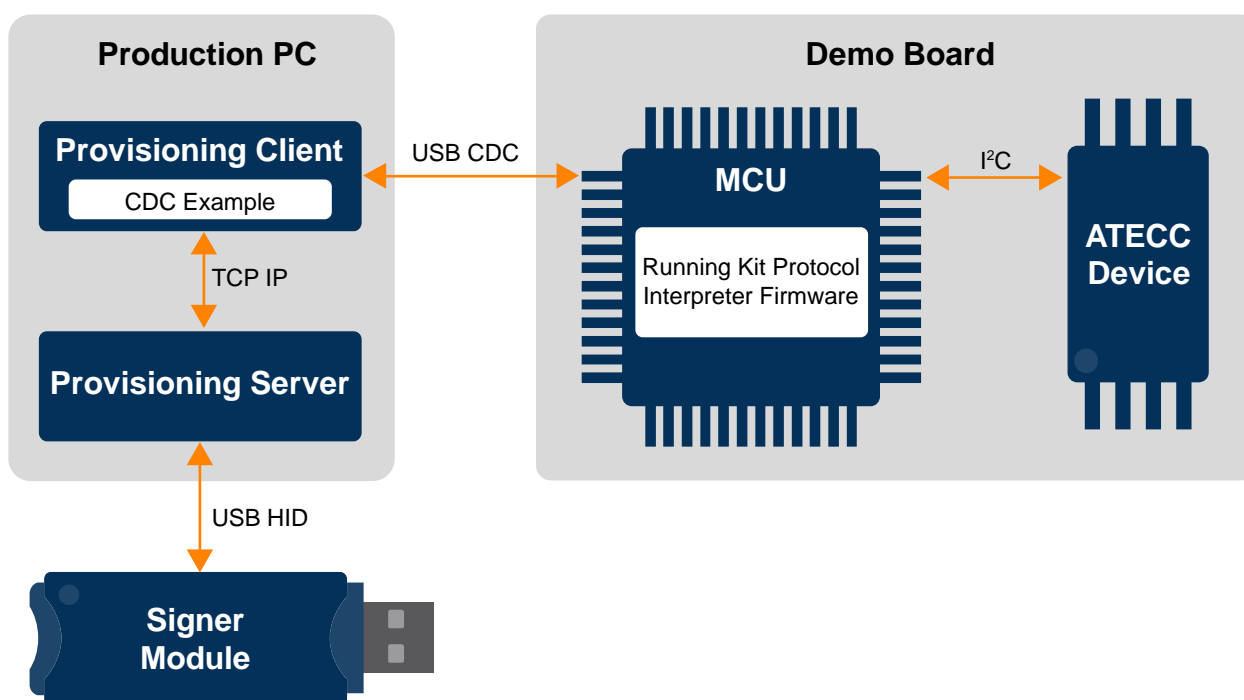 Production PC
Provisioning Client
CDC Example
TCP IP
Provisioning Server
USB HID
Signer
Module
USB CDC
Demo Board
MCU
Running Kit Protocol
Interpreter Firmware
I²C
ATECC
Device